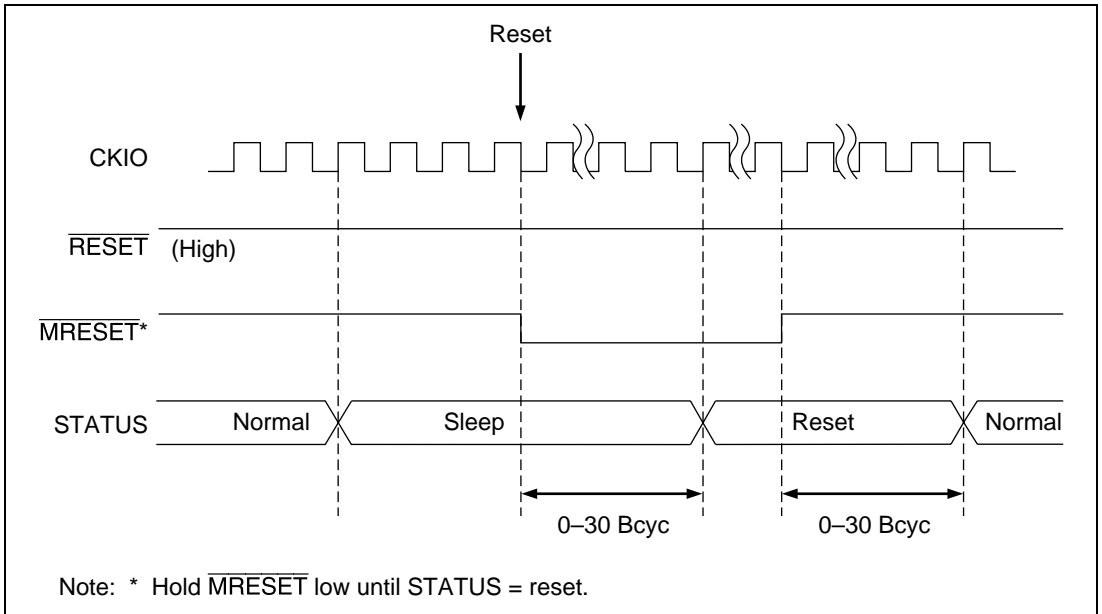 Reset
CKIO
RESET (High)
MRESET*
STATUS Normal Sleep Reset Normal
0–30 Bcyc 0–30 Bcyc
Note: * Hold MRESET low until STATUS = reset.